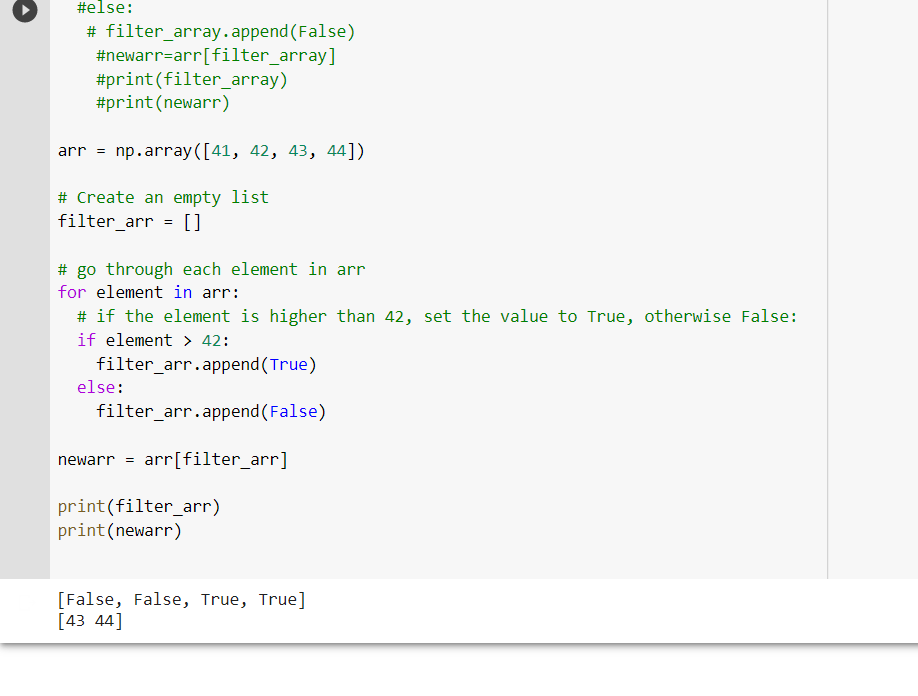 #else:
# filter_array.append(False)
#newarr=arr[filter_array]
#print(filter_array)
#print(newarr)
arr = np.array([41, 42, 43, 44])
# Create an empty list
filter_arr = []
# go through each element in arr
for element in arr:
# if the element is higher than 42, set the value to True, otherwise False:
if element > 42:
filter_arr.append(True)
else:
filter_arr.append(False)
newarr = arr[filter_arr]
print(filter_arr)
print(newarr)
[False, False, True, True]
[43 44]